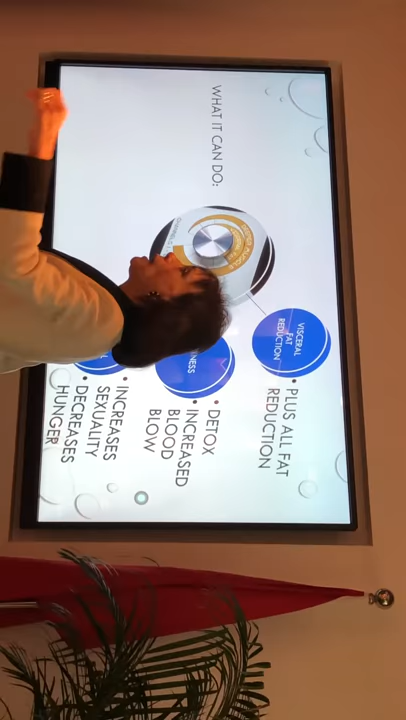 WHAT IT CAN DO:
VISCERAL
FAT
REDUCTION
• PLUS ALL FAT
REDUCTION
• DETOX
• INCREASED
BLOOD
BLOW
• INCREASES
SEXUALITY
• DECREASES
HUNGER